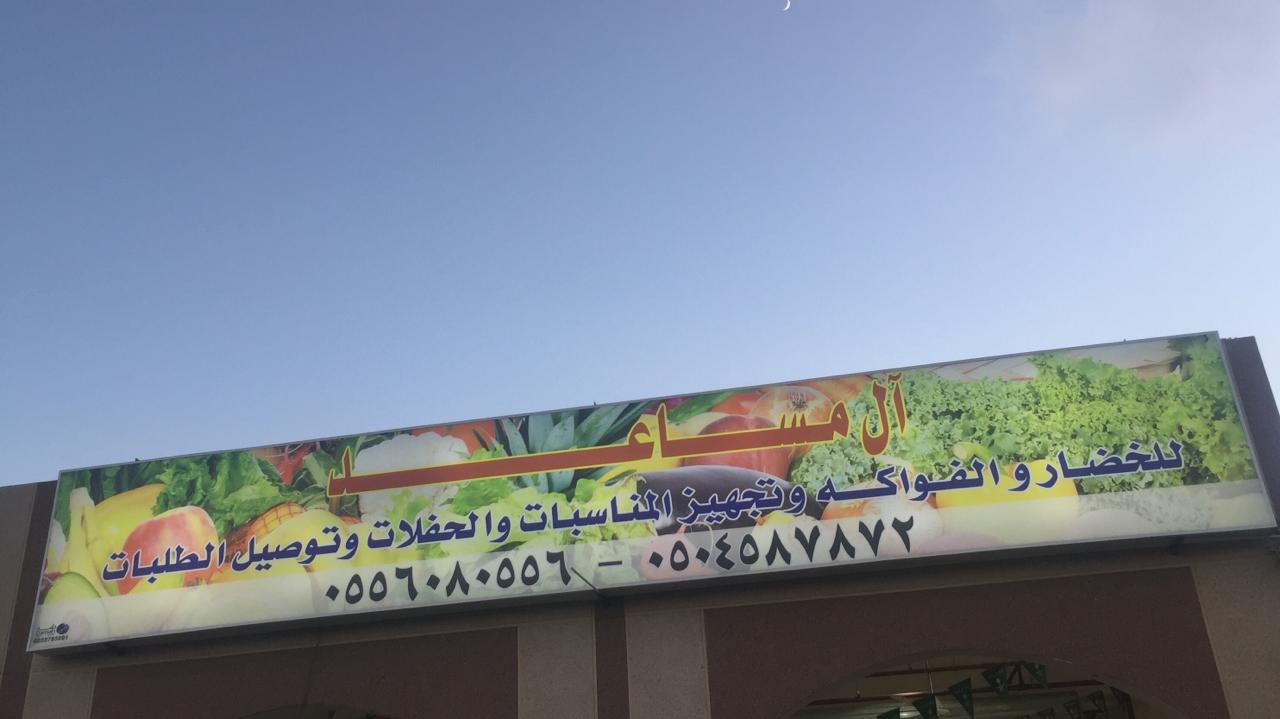 آل مساعد
للخضار و الفواكه وتجهيز المناسبات والحفلات وتوصيل الطلبات
٠٥٠٤٥٨٧٨٧٢ - ٠٥٥٦٠٨٠٥٥٦